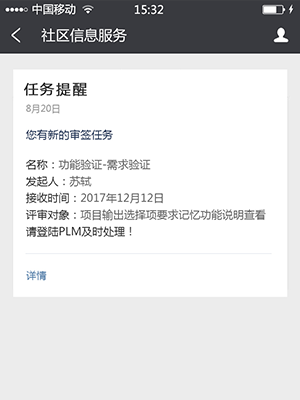 中国移动 15:32
社区信息服务
任务提醒
8月20日
您有新的审签任务
名称：功能验证-需求验证
发起人：苏轼
接收时间：2017年12月12日
评审对象：项目输出选择项要求记忆功能说明查看
请登陆PLM及时处理！
详情